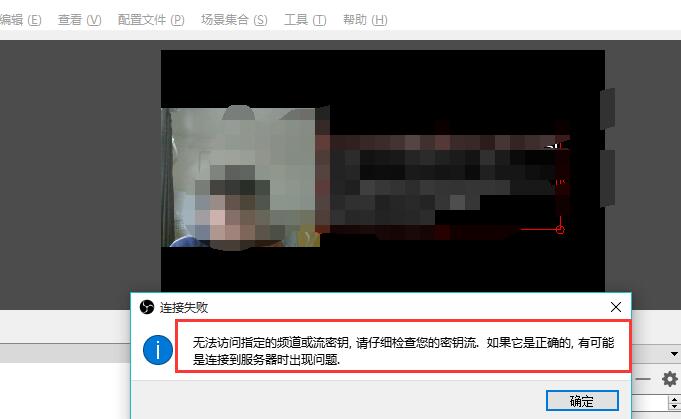 编辑 (E) 查看 (V) 配置文件 (P) 场景集合 (S) 工具 (T) 帮助 (H)
连接失败
无法访问指定的频道或流密钥, 请仔细检查您的密钥流. 如果它是正确的, 有可能
是连接到服务器时出现问题.
确定